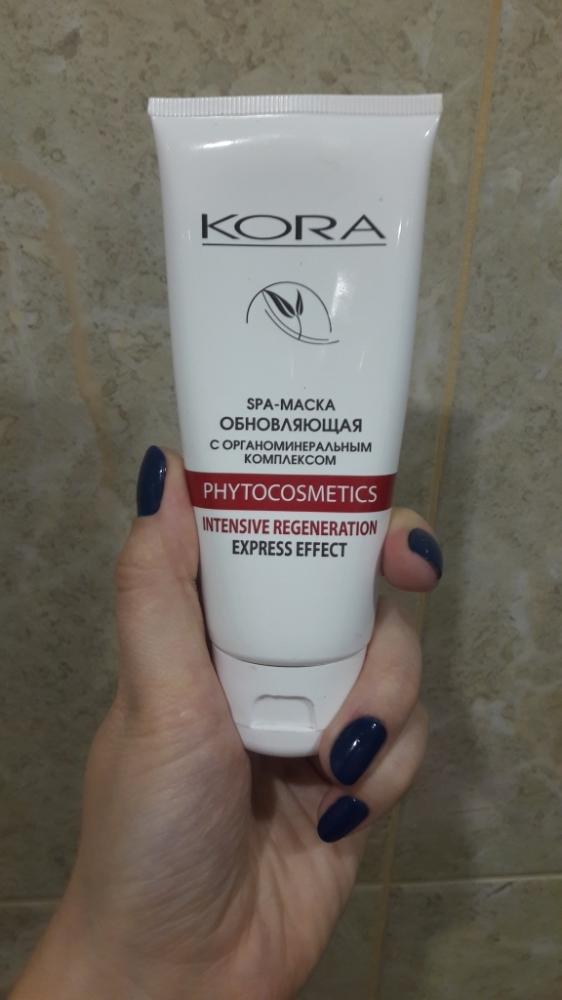 KORA
SPA-МАСКА
ОБНОВЛЯЮЩАЯ
С ОРГАНОМИНЕРАЛЬНЫМ
КОМПЛЕКСОМ
PHYTOCOSMETICS
INTENSIVE REGENERATION
EXPRESS EFFECT